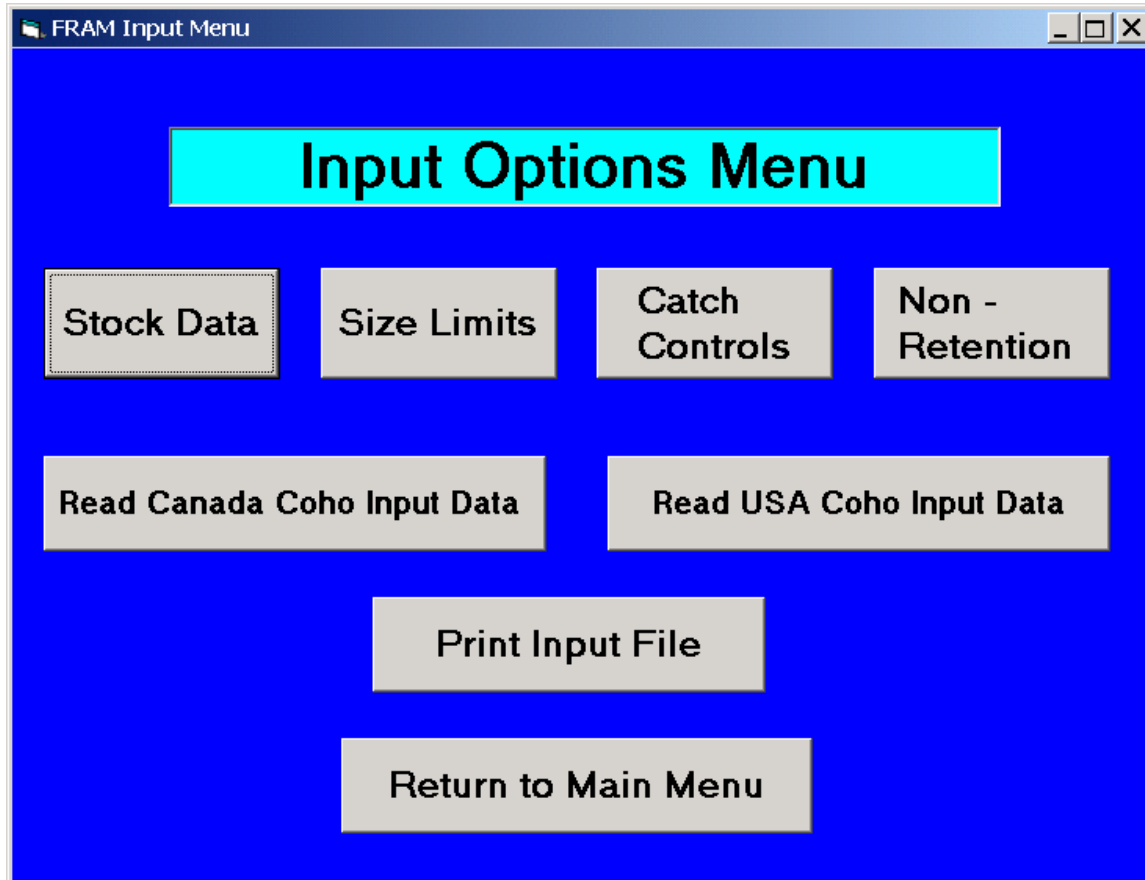 FRAM Input Menu
Input Options Menu
Stock Data
Size Limits
Catch
Controls
Non -
Retention
Read Canada Coho Input Data
Read USA Coho Input Data
Print Input File
Return to Main Menu